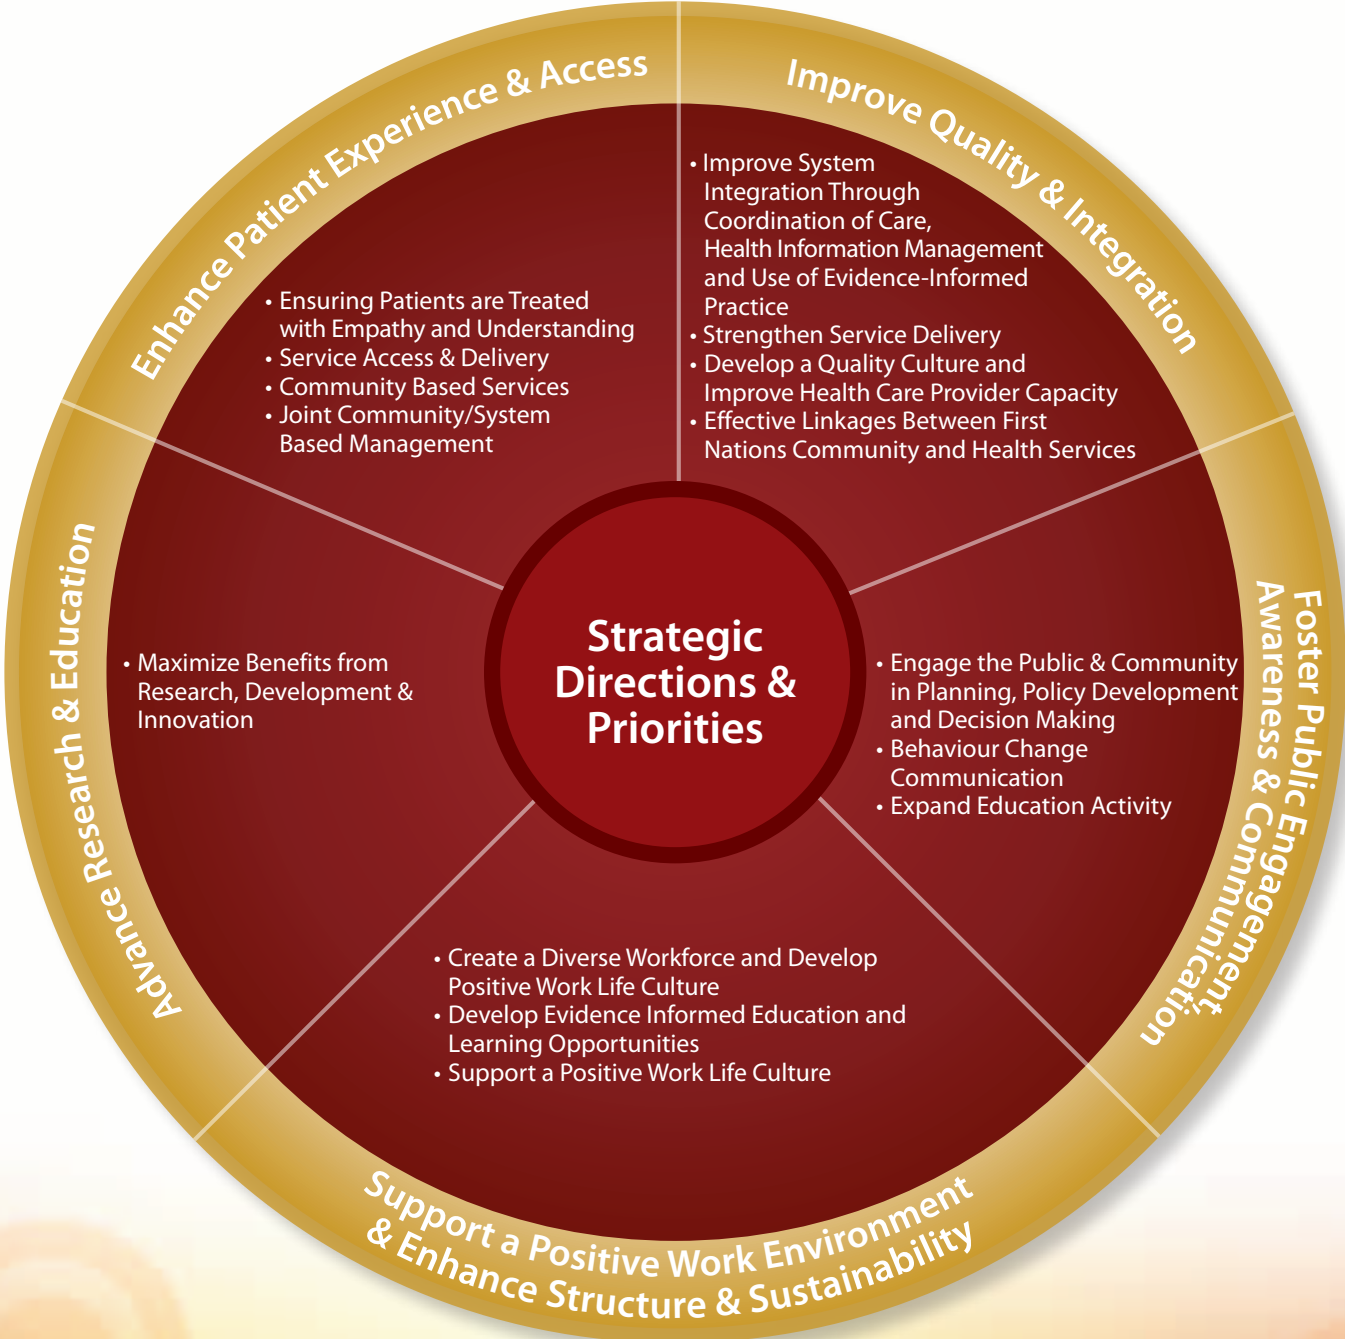 Enhance Patient Experience & Access
• Ensuring Patients are Treated
with Empathy and Understanding
• Service Access & Delivery
• Community Based Services
• Joint Community/System
Based Management
Improve Quality & Integration
• Improve System
Integration Through
Coordination of Care,
Health Information Management
and Use of Evidence-Informed
Practice
• Strengthen Service Delivery
• Develop a Quality Culture and
Improve Health Care Provider Capacity
• Effective Linkages Between First
Nations Community and Health Services
Strategic
Directions &
Priorities
Foster Public Engagement,
Awareness & Communication
• Engage the Public & Community
in Planning, Policy Development
and Decision Making
• Behaviour Change
Communication
• Expand Education Activity
Support a Positive Work Environment
& Enhance Structure & Sustainability
• Create a Diverse Workforce and Develop
Positive Work Life Culture
• Develop Evidence Informed Education and
Learning Opportunities
• Support a Positive Work Life Culture
Advance Research & Education
• Maximize Benefits from
Research, Development &
Innovation